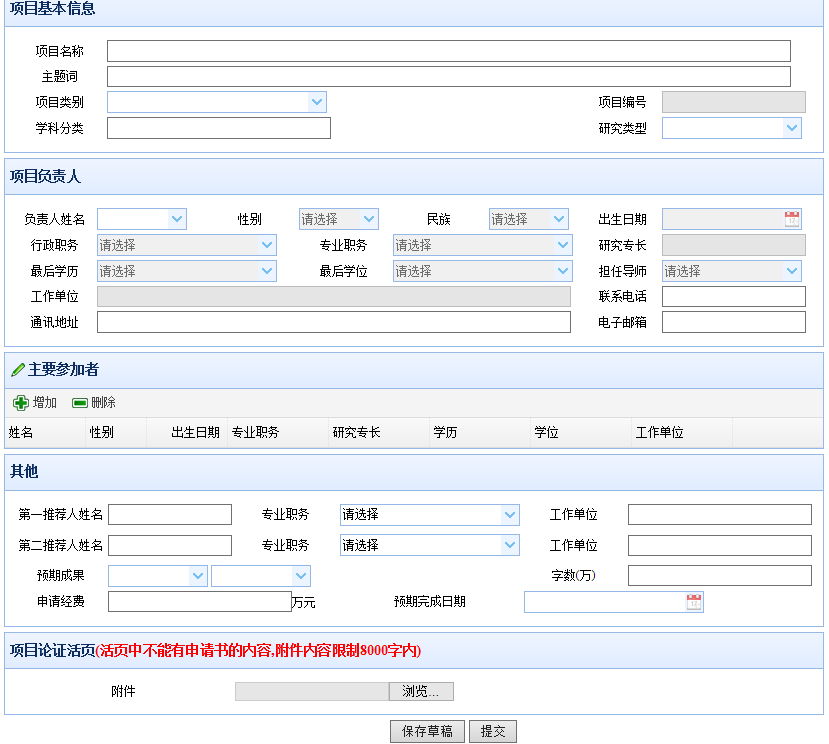 项目基本信息
项目名称
主题词
项目类别 项目编号
学科分类 研究类型
项目负责人
负责人姓名 性别 请选择 民族 请选择 出生日期
行政职务 请选择 专业职务 请选择 研究专长
最后学历 请选择 最后学位 请选择 担任导师 请选择
工作单位 联系电话
通讯地址 电子邮箱
主要参加者
增加 删除
姓名 性别 出生日期 专业职务 研究专长 学历 学位 工作单位
其他
第一推荐人姓名 专业职务 请选择 工作单位
第二推荐人姓名 专业职务 请选择 工作单位
预期成果 字数(万)
申请经费 万元 预期完成日期
项目论证活页(活页中不能有申请书的内容,附件内容限制8000字内)
附件 浏览...
保存草稿 提交